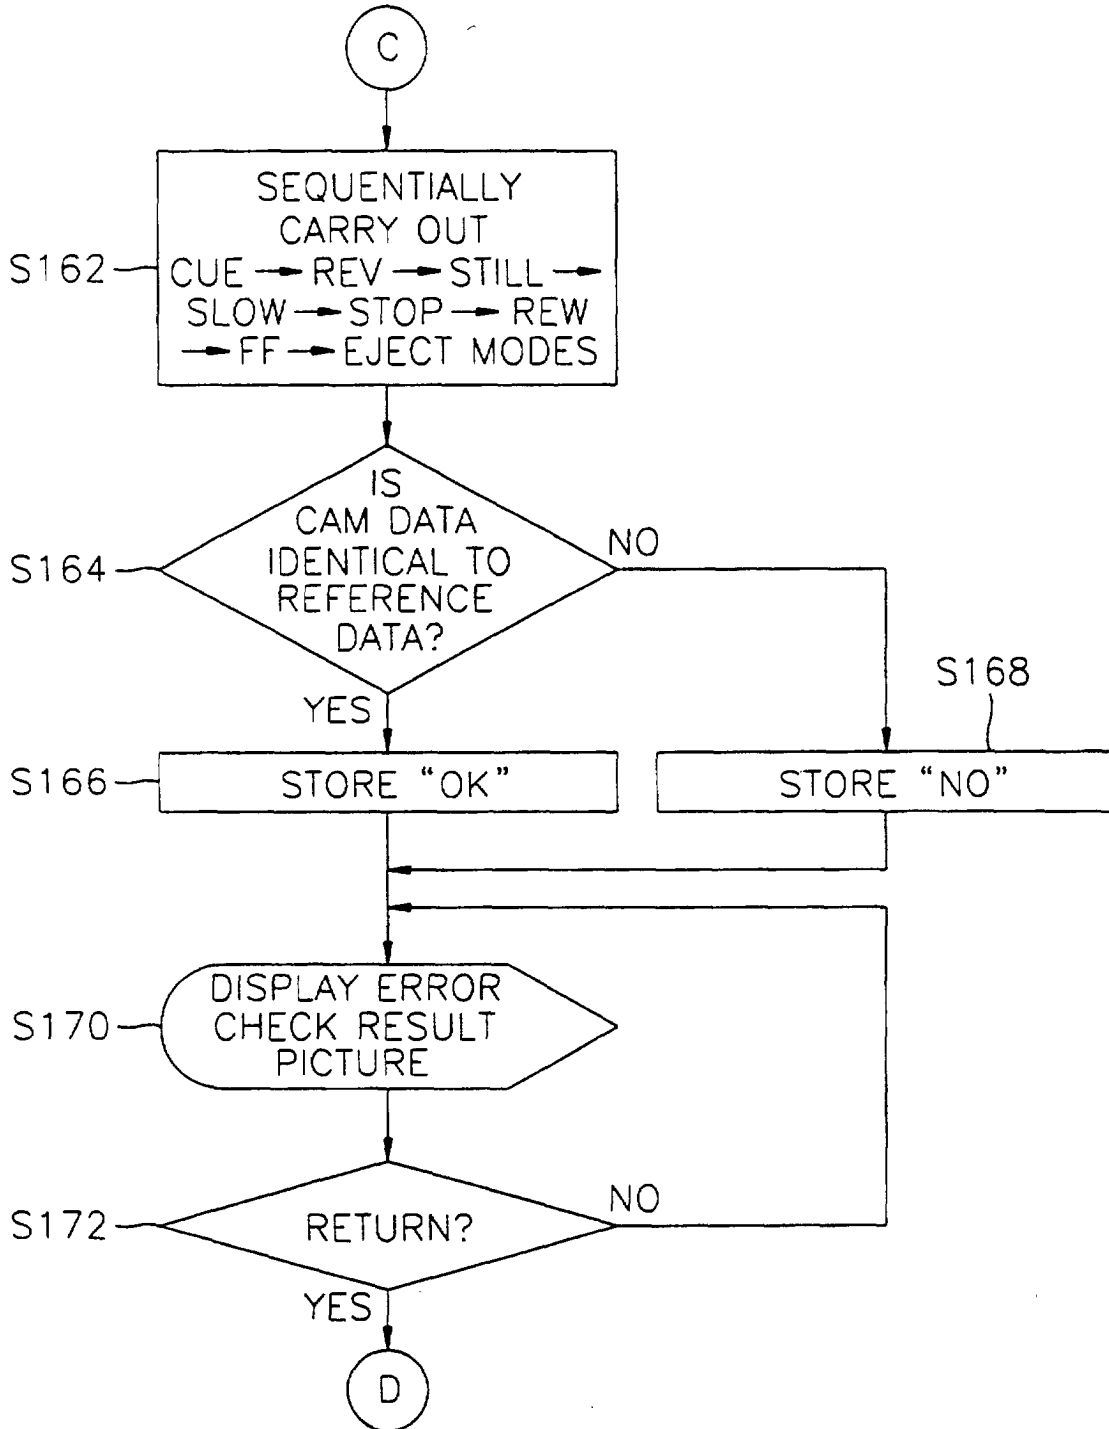 C
SEQUENTIALLY
CARRY OUT
S162
CUE → REV → STILL →
SLOW → STOP → REW
→ FF → EJECT MODES
IS
CAM DATA
IDENTICAL TO
REFERENCE
DATA?
S164
NO
YES
S168
S166
STORE "OK"
STORE "NO"
DISPLAY ERROR
CHECK RESULT
PICTURE
S170
S172
RETURN?
NO
YES
D